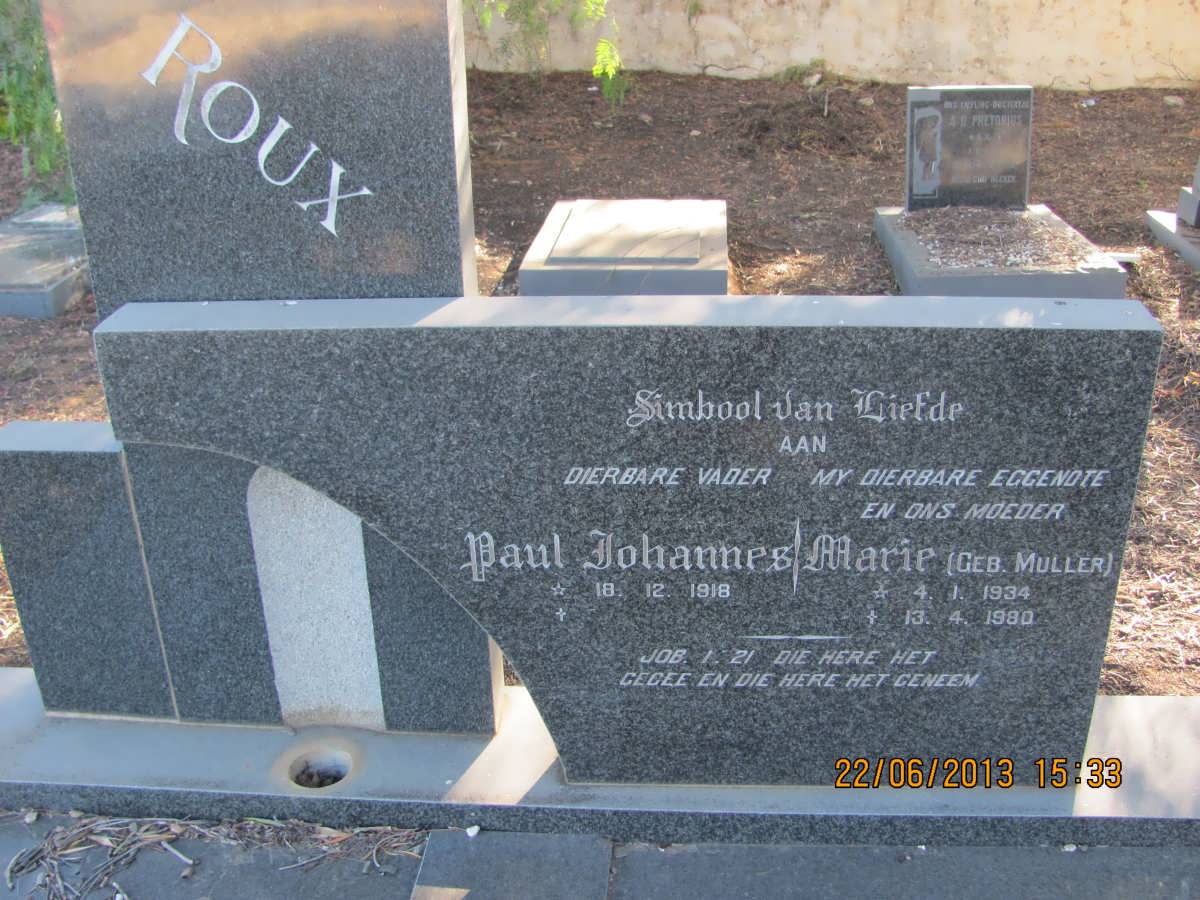 Roux
A P PRETORIUS
Simbool van Liefde
AAN
DIERBARE VADER MY DIERBARE EGGENOTE
EN ONS MOEDER
Paul Johannes Marie (GEB. MULLER)
☆ 18. 12. 1918 ☆ 4. 1. 1934
✝ ✝ 13. 4. 1980
JOB. 1: 21 DIE HERE HET
GEGEE EN DIE HERE HET GENEEM
22/06/2013 15:33